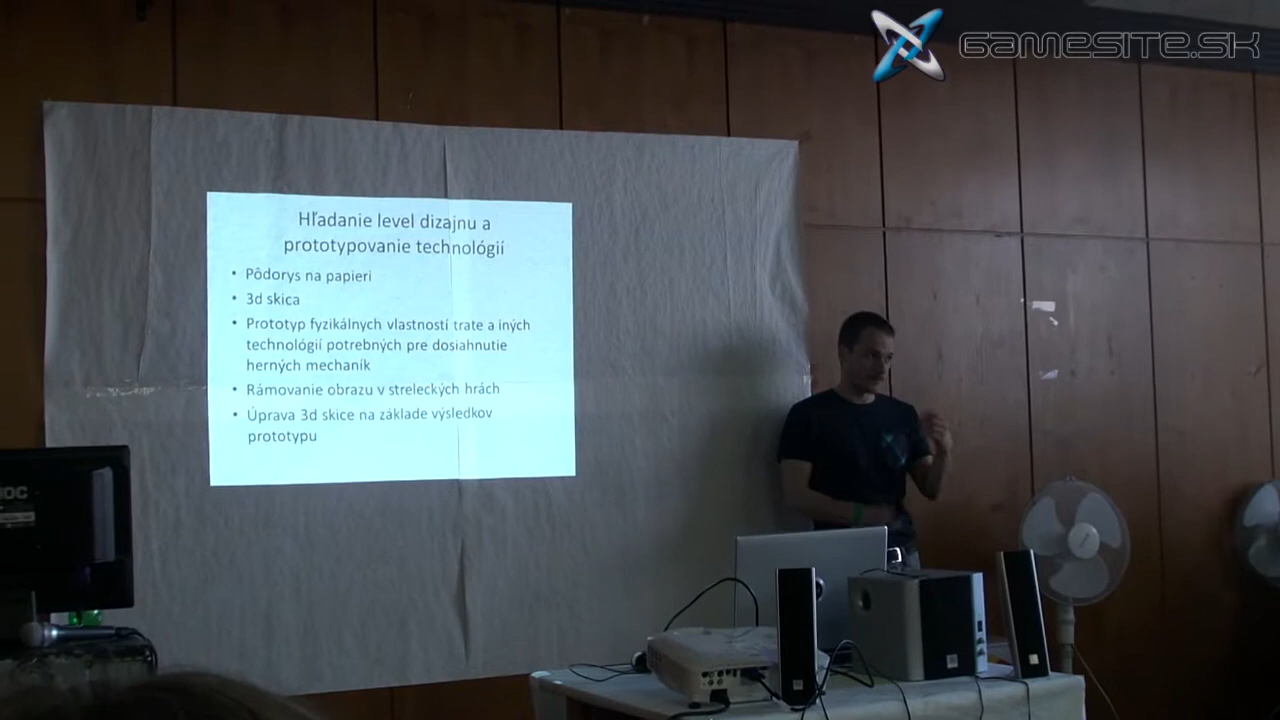 GAMESITE.SK
Hľadanie level dizajnu a
prototypovanie technológií
• Pôdorys na papieri
• 3d skica
• Prototyp fyzikálnych vlastností trate a iných
technológií potrebných pre dosiahnutie
herných mechaník
• Rámovanie obrazu v streleckých hrách
• Úprava 3d skice na základe výsledkov
prototypu
AOC